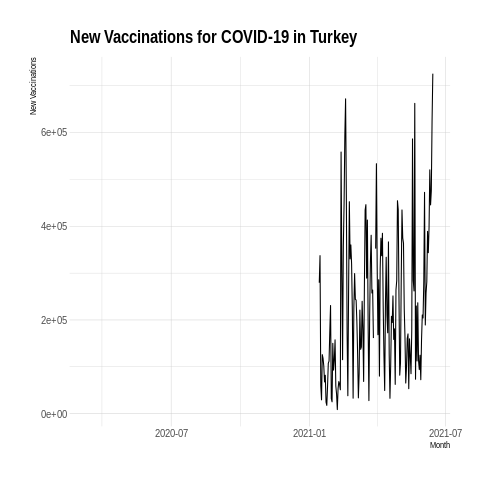 New Vaccinations for COVID-19 in Turkey
New Vaccinations
6e+05
4e+05
2e+05
0e+00
2020-07
2021-01
2021-07
Month